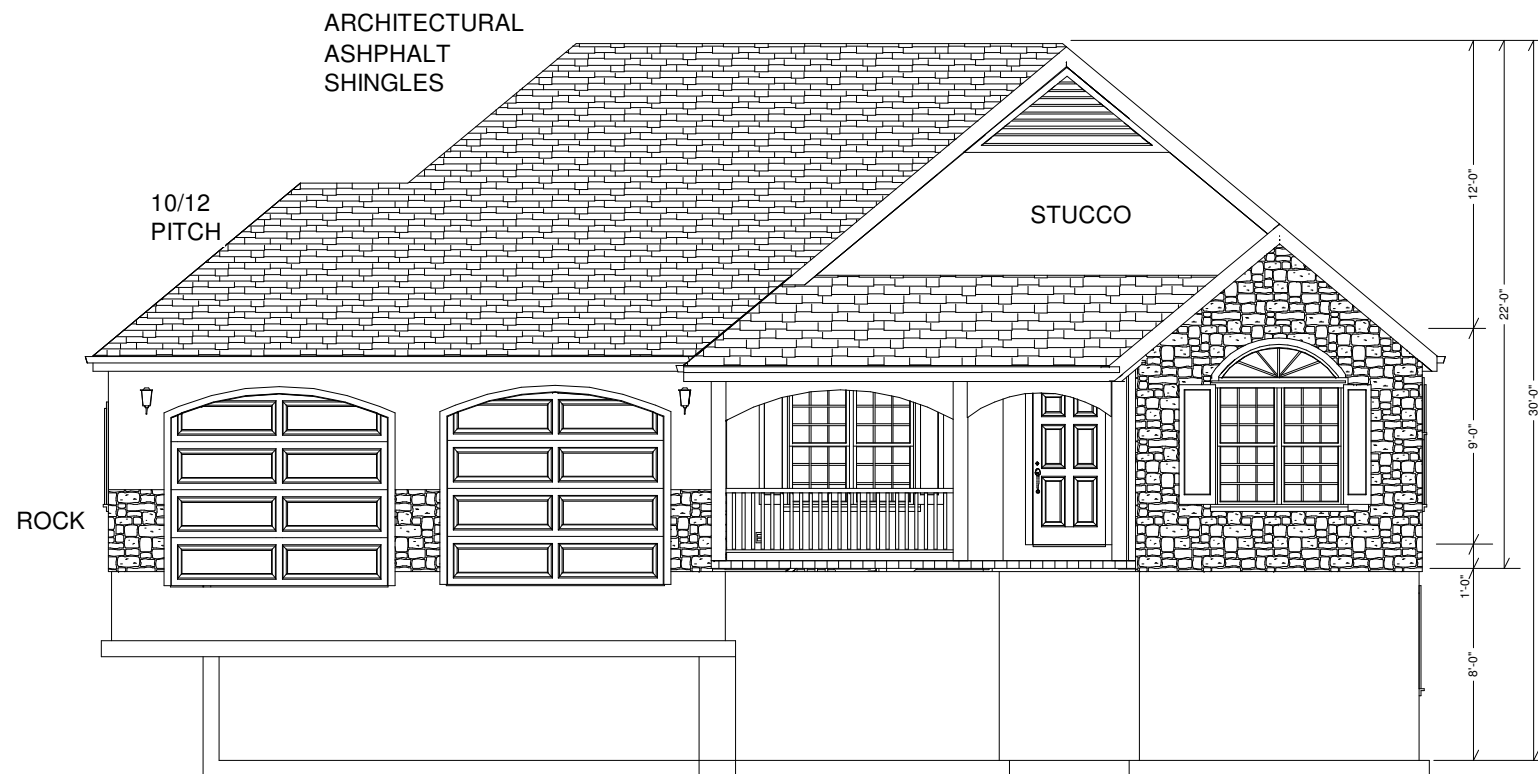 ARCHITECTURAL
ASHPHALT
SHINGLES
10/12
PITCH
STUCCO
ROCK
12'-0"
22'-0"
30'-0"
9'-0"
1'-0"
8'-0"